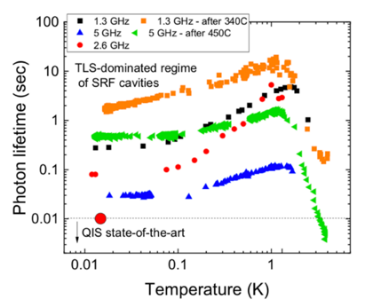 1.3 GHz 1.3 GHz - after 340C
5 GHz 5 GHz - after 450C
2.6 GHz
TLS-dominated regime
of SRF cavities
QIS state-of-the-art
100
10
1
0.1
0.01
1E-3
0.01 0.1 1
Photon lifetime (sec)
Temperature (K)